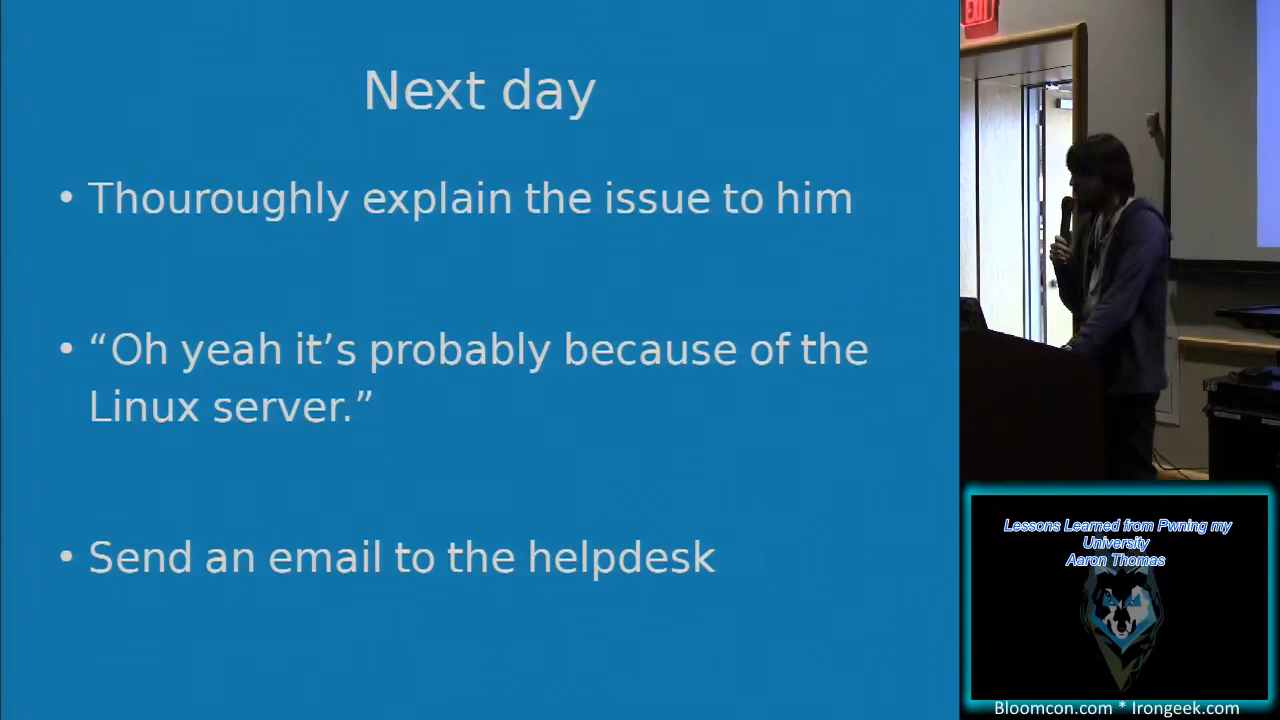 Next day
• Thouroughly explain the issue to him
• “Oh yeah it’s probably because of the
Linux server.”
• Send an email to the helpdesk
EXIT
Lessons Learned from Pwning my
University
Aaron Thomas
Bloomcon.com * Irongeek.com